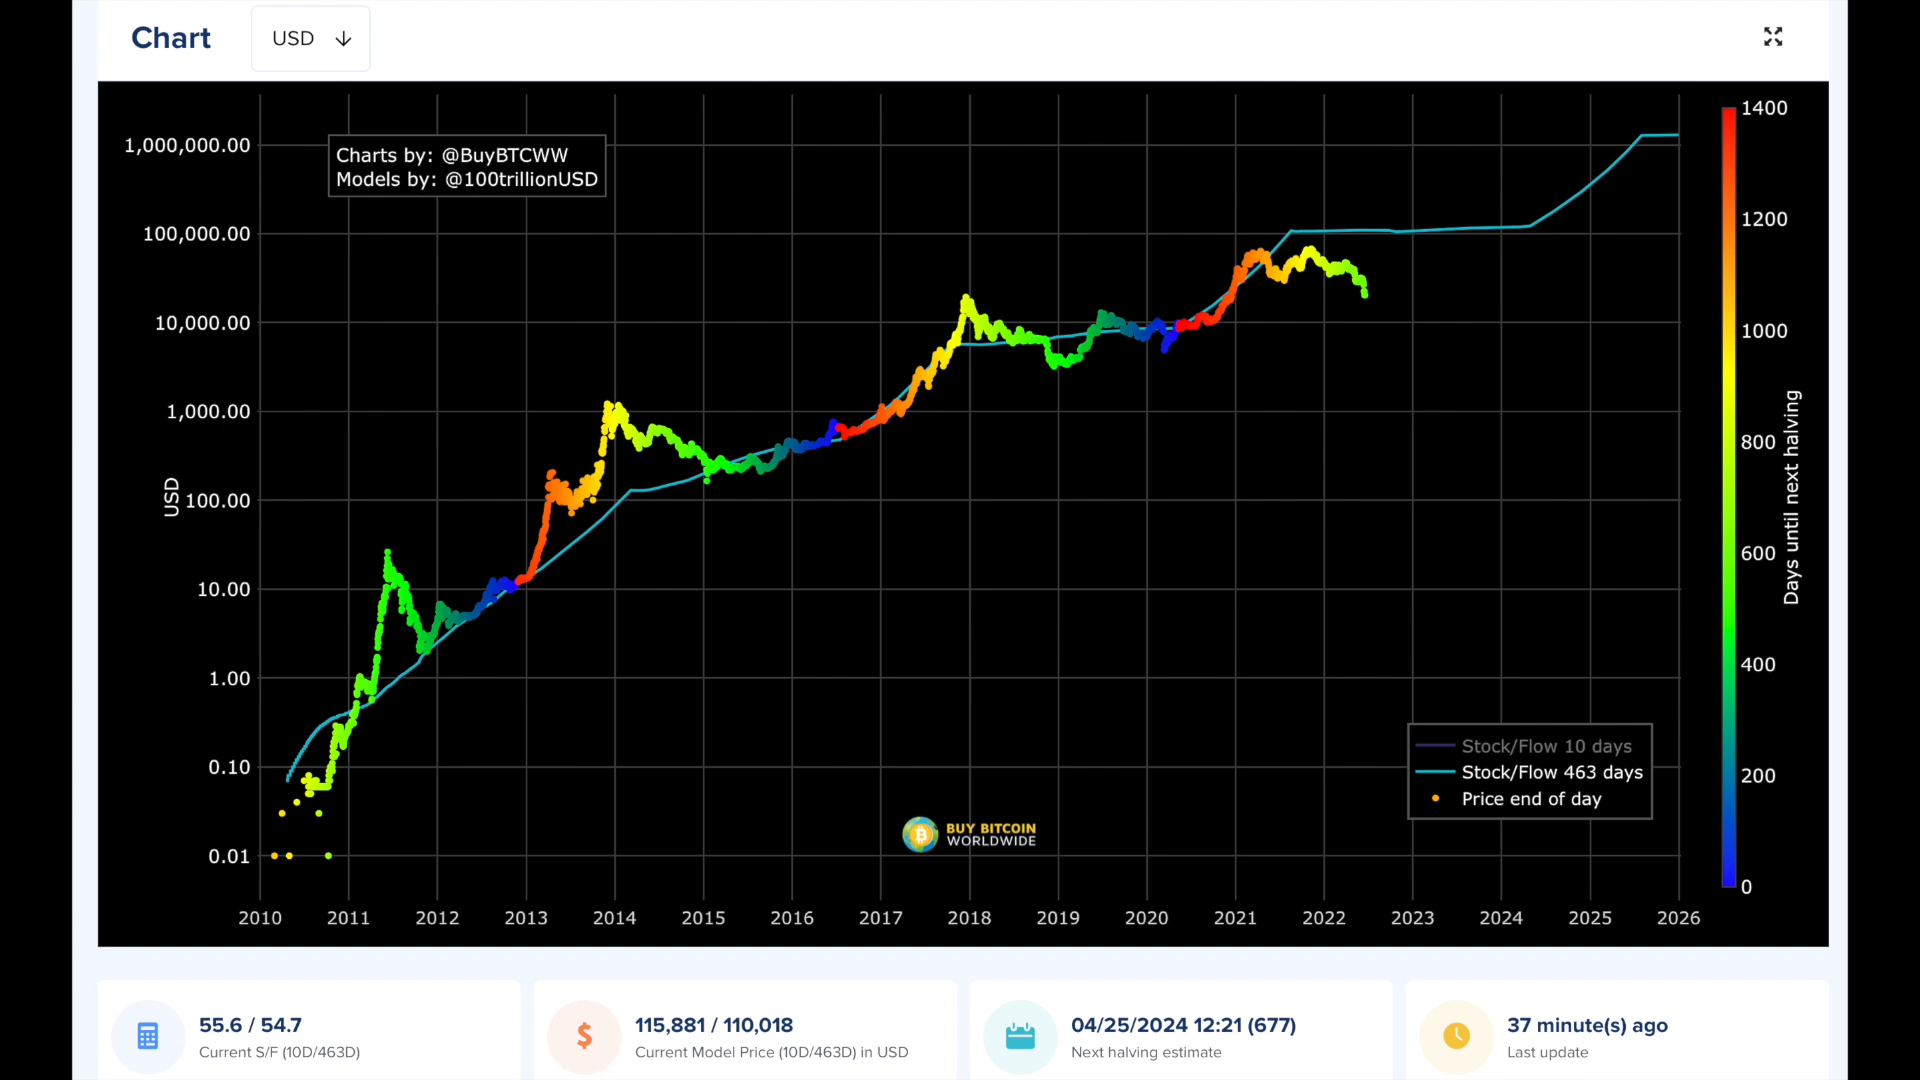 Chart
USD
1,000,000.00
100,000.00
10,000.00
1,000.00
100.00
10.00
1.00
0.10
0.01
USD
Charts by: @BuyBTCWW
Models by: @100trillionUSD
2010 2011 2012 2013 2014 2015 2016 2017 2018 2019 2020 2021 2022 2023 2024 2025 2026
Stock/Flow 10 days
Stock/Flow 463 days
Price end of day
BUY BITCOIN
WORLDWIDE
1400
1200
1000
800
600
400
200
0
Days until next halving
55.6 / 54.7
Current S/F (10D/463D)
115,881 / 110,018
Current Model Price (10D/463D) in USD
04/25/2024 12:21 (677)
Next halving estimate
37 minute(s) ago
Last update